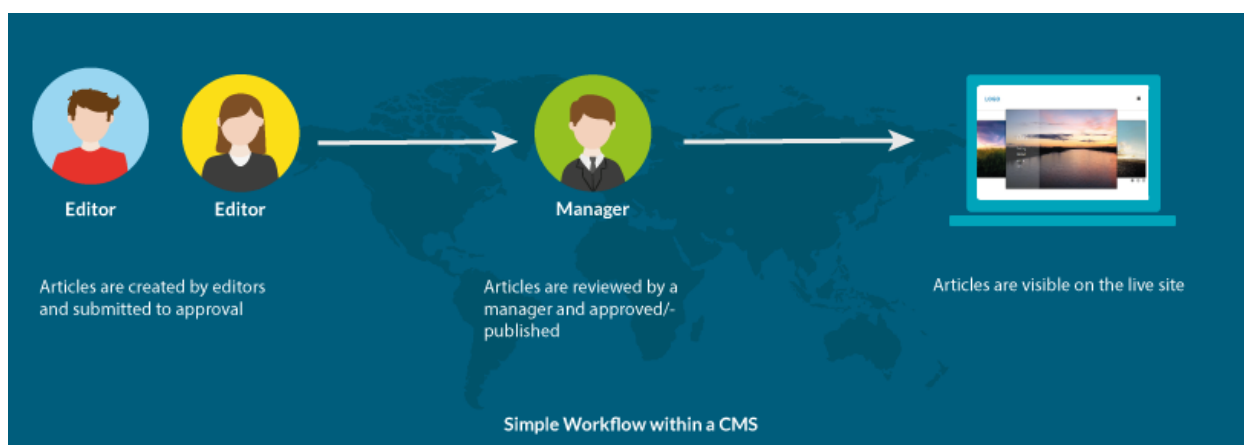 LOGO
Editor
Editor
Manager
Articles are created by editors
and submitted to approval
Articles are reviewed by a
manager and approved/-
published
Articles are visible on the live site
Simple Workflow within a CMS